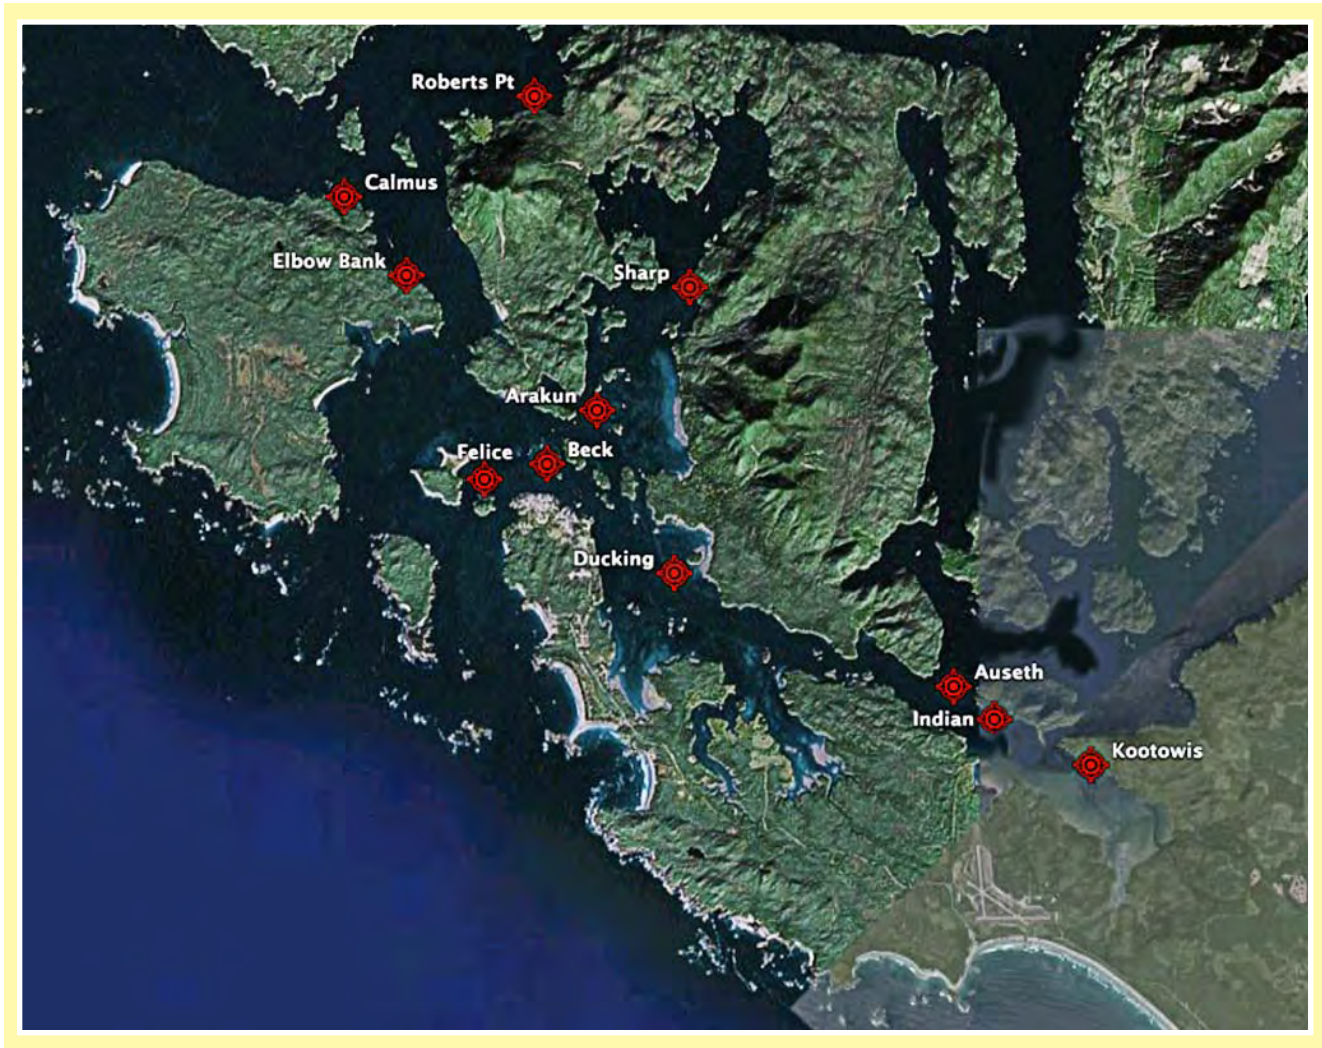 Roberts Pt
Calmus
Elbow Bank
Sharp
Arakun
Beck
Felice
Ducking
Auseth
Indian
Kootowis